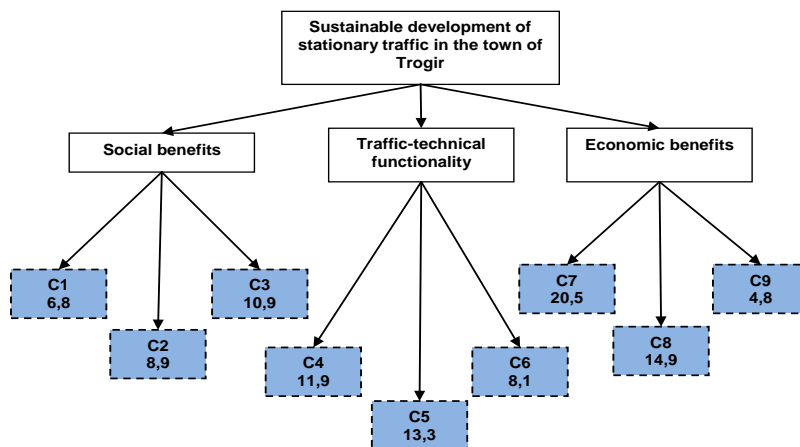 Sustainable development of
stationary traffic in the town of
Trogir
Social benefits
Traffic-technical
functionality
Economic benefits
C1
6,8
C2
8,9
C3
10,9
C4
11,9
C5
13,3
C6
8,1
C7
20,5
C8
14,9
C9
4,8